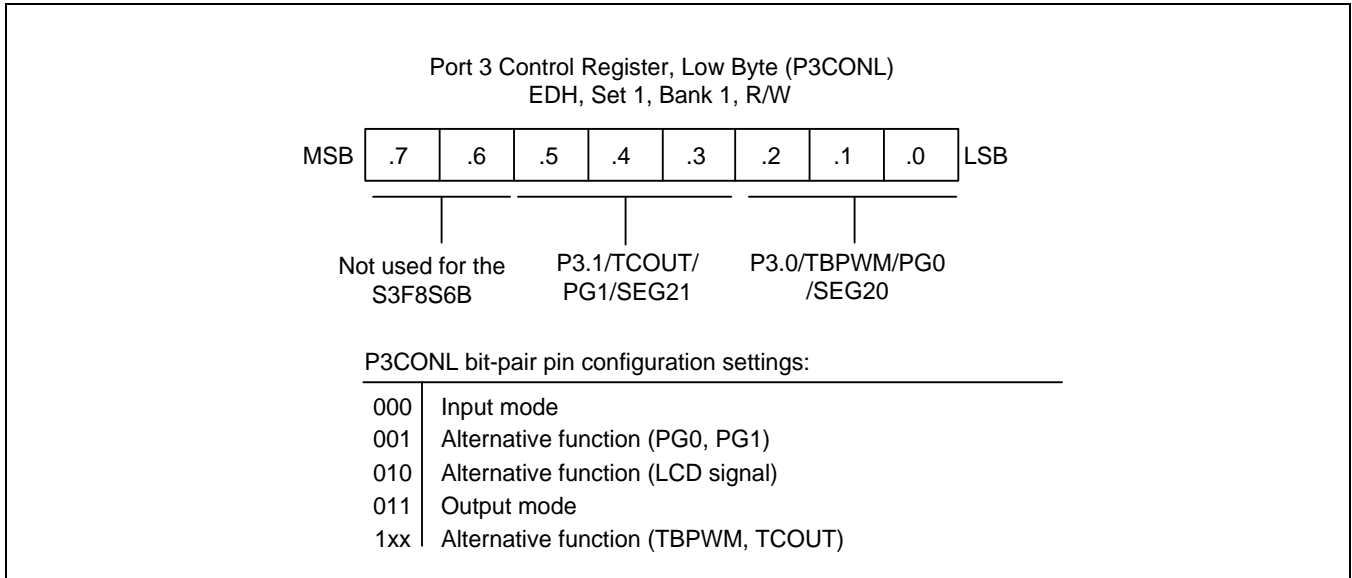 Port 3 Control Register, Low Byte (P3CONL)
EDH, Set 1, Bank 1, R/W
MSB .7 .6 .5 .4 .3 .2 .1 .0 LSB
Not used for the P3.1/TCOUT/ P3.0/TBPWM/PG0
S3F8S6B PG1/SEG21 /SEG20
P3CONL bit-pair pin configuration settings:
000 Input mode
001 Alternative function (PG0, PG1)
010 Alternative function (LCD signal)
011 Output mode
1xx Alternative function (TBPWM, TCOUT)